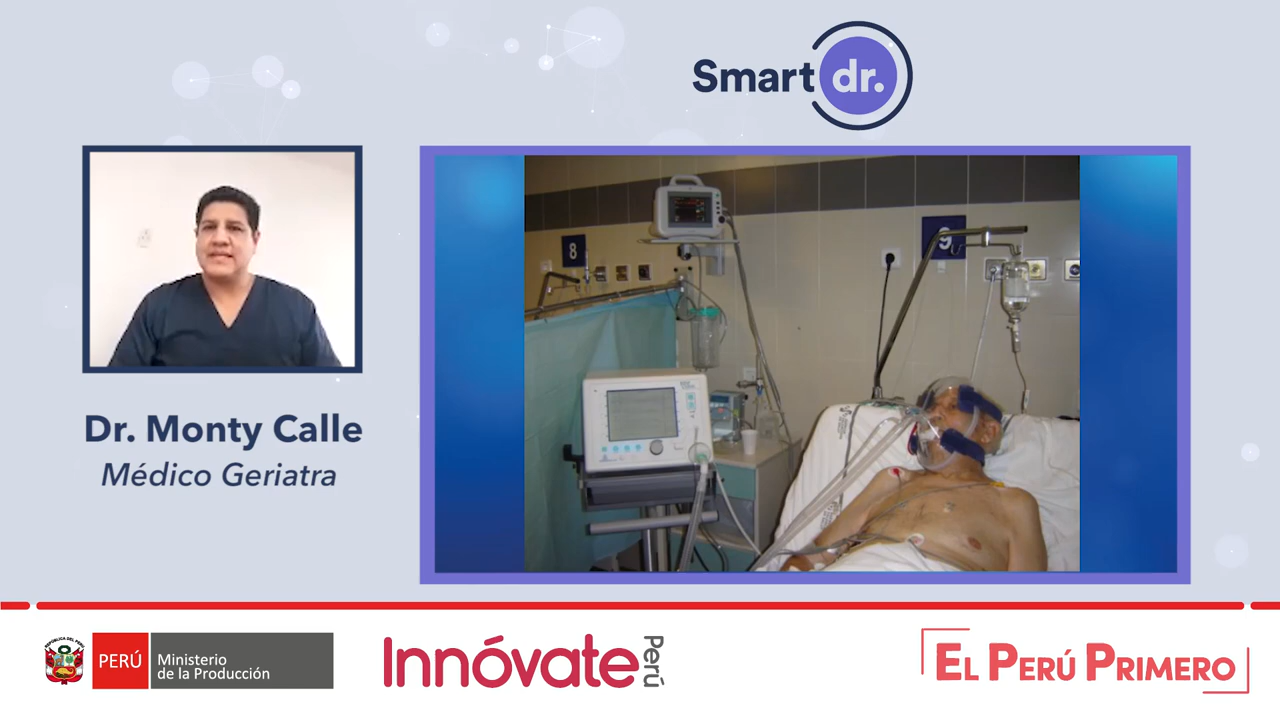 Smart dr.
8
9
Dr. Monty Calle
Médico Geriatra
REPÚBLICA DEL PERÚ
PERÚ
Ministerio
de la Producción
Innóvate Perú
EL PERÚ PRIMERO